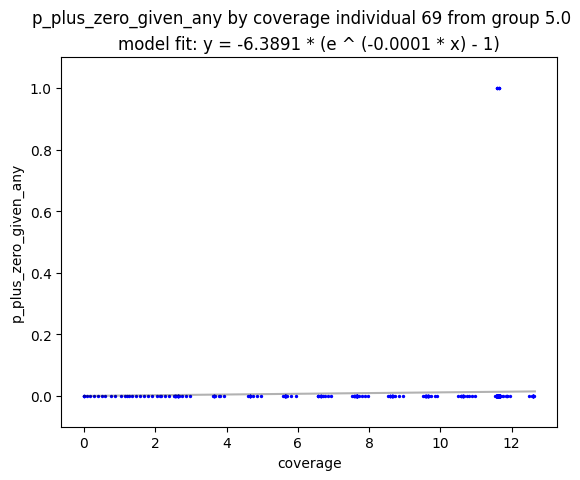 p_plus_zero_given_any by coverage individual 69 from group 5.0
model fit: y = -6.3891 * (e ^ (-0.0001 * x) - 1)
1.0
0.8
0.6
0.4
0.2
0.0
p_plus_zero_given_any
0 2 4 6 8 10 12
coverage